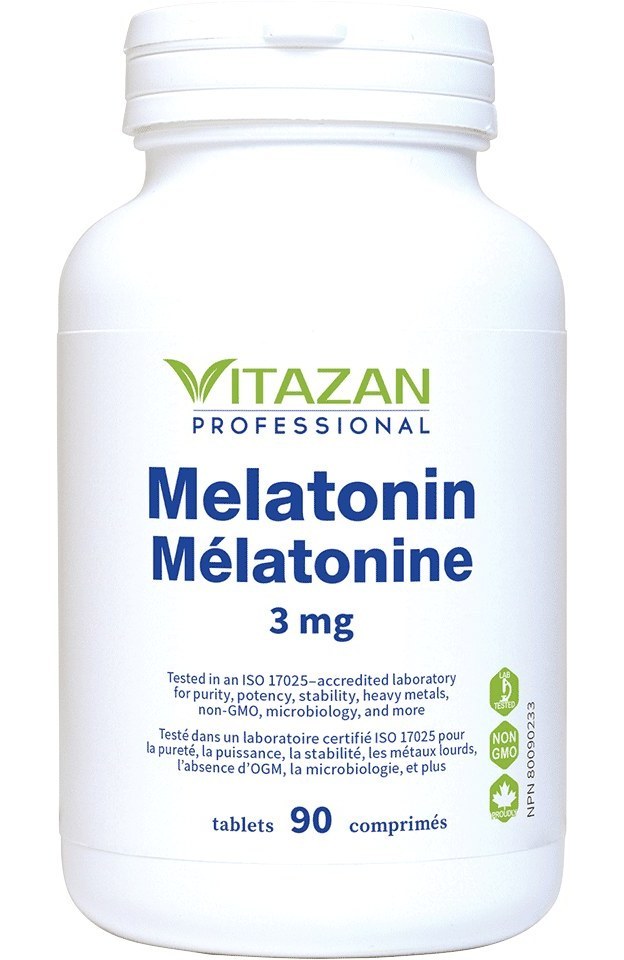 VITAZAN
PROFESSIONAL
Melatonin
Mélatonine
3 mg
Tested in an ISO 17025–accredited laboratory
for purity, potency, stability, heavy metals,
non-GMO, microbiology, and more
Testé dans un laboratoire certifié ISO 17025 pour
la pureté, la puissance, la stabilité, les métaux lourds,
l’absence d’OGM, la microbiologie, et plus
tablets 90 comprimés
LAB
TESTED
NON
GMO
PROUDLY
NPN 80090233